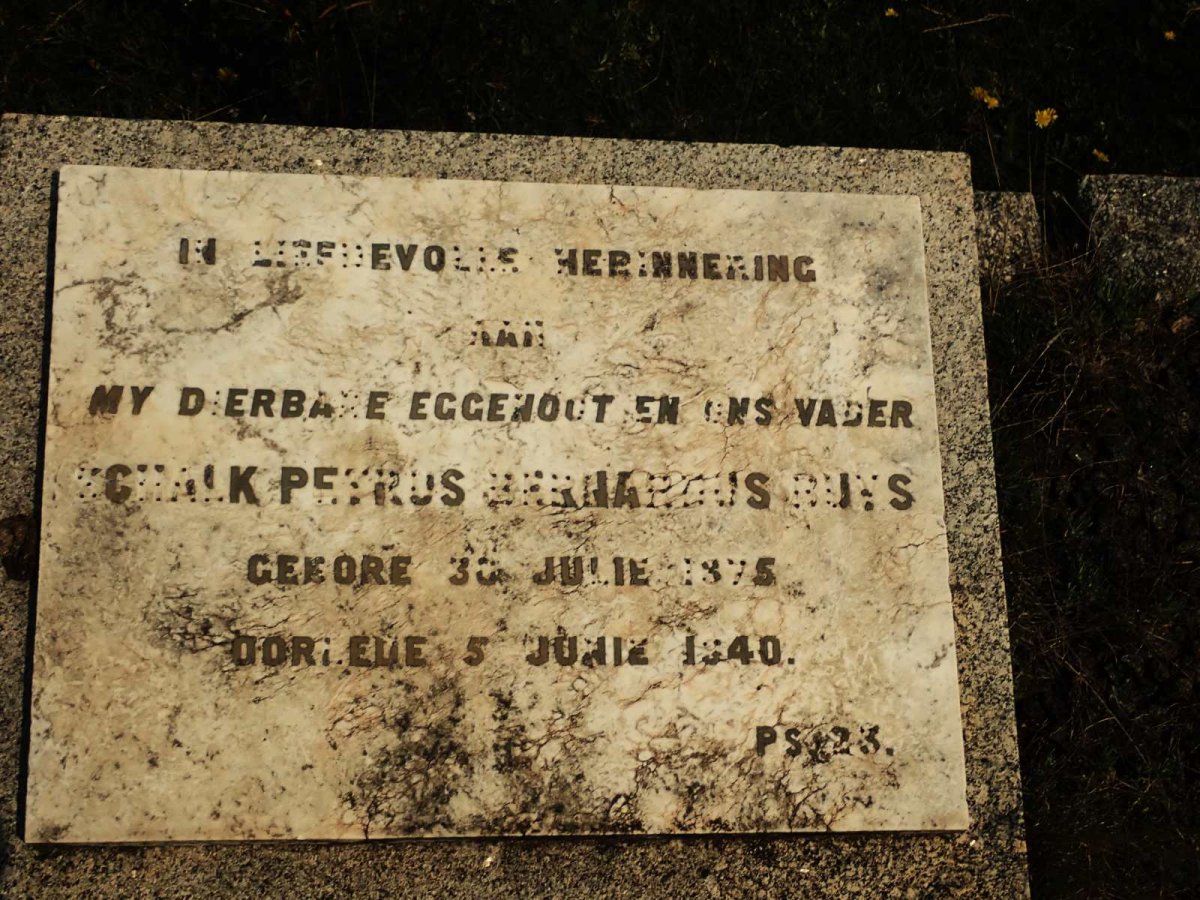 IN LIEFDEVOLLE HERINNERING
AAN
MY DIERBARE EGGENOOT EN ONS VADER
SCHALK PETRUS BERNARDUS BUYS
GEBORE 30 JULIE 1875
OORLEDE 5 JUNIE 1940.
PS. 23.